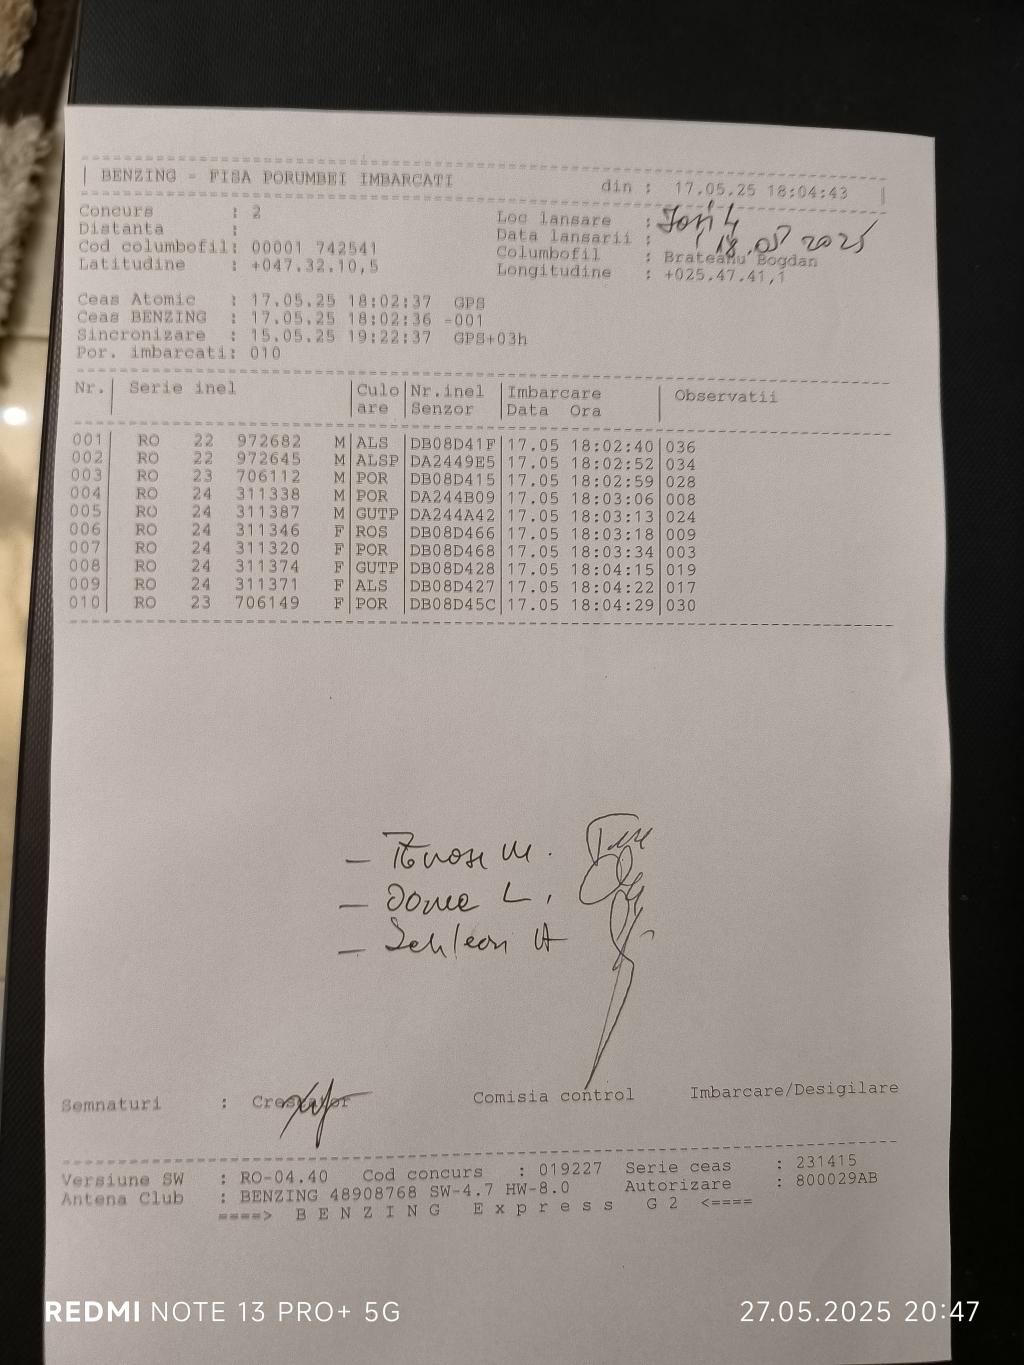 BENZING - FISA PORUMBEI IMBARCATI din : 17.05.25 18:04:43
Concurs : 2
Distanta :
Cod columbofil: 00001 742541
Latitudine : +047.32.10,5
Loc lansare :
Data lansarii : 18.05 2025
Columbofil : Brateanu Bogdan
Longitudine : +025.47.41,1
Ceas Atomic : 17.05.25 18:02:37 GPS
Ceas BENZING : 17.05.25 18:02:36 -001
Sincronizare : 15.05.25 19:22:37 GPS+03h
Por. imbarcati: 010
Nr. Serie inel Culo Nr.inel Imbarcare Observatii
are Senzor Data Ora
001 RO 22 972682 M ALS DB08D41F 17.05 18:02:40 036
002 RO 22 972645 M ALSP DA2449E5 17.05 18:02:52 034
003 RO 23 706112 M POR DB08D415 17.05 18:02:59 028
004 RO 24 311338 M POR DA244B09 17.05 18:03:06 008
005 RO 24 311387 M GUTP DA244A42 17.05 18:03:13 024
006 RO 24 311346 F ROS DB08D466 17.05 18:03:18 009
007 RO 24 311320 F POR DB08D468 17.05 18:03:34 003
008 RO 24 311374 F GUTP DB08D428 17.05 18:04:15 019
009 RO 24 311371 F ALS DB08D427 17.05 18:04:22 017
010 RO 23 706149 F POR DB08D45C 17.05 18:04:29 030
Semnaturi : Crescator Comisia control Imbarcare/Desigilare
Versiune SW : RO-04.40 Cod concurs : 019227 Serie ceas : 231415
Antena Club : BENZING 48908768 SW-4.7 HW-8.0 Autorizare : 800029AB
====> B E N Z I N G E x p r e s s G 2 <====
REDMI NOTE 13 PRO+ 5G 27.05.2025 20:47